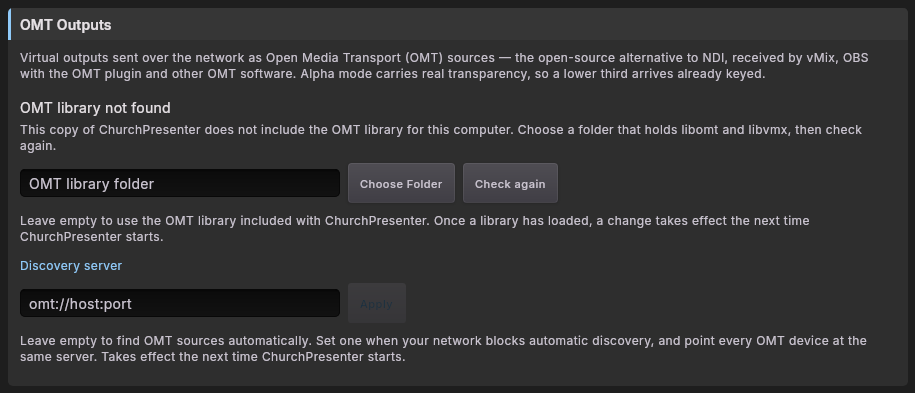 OMT Outputs
Virtual outputs sent over the network as Open Media Transport (OMT) sources — the open-source alternative to NDI, received by vMix, OBS
with the OMT plugin and other OMT software. Alpha mode carries real transparency, so a lower third arrives already keyed.
OMT library not found
This copy of ChurchPresenter does not include the OMT library for this computer. Choose a folder that holds libomt and libvmx, then check
again.
OMT library folder
Choose Folder
Check again
Leave empty to use the OMT library included with ChurchPresenter. Once a library has loaded, a change takes effect the next time
ChurchPresenter starts.
Discovery server
omt://host:port
Apply
Leave empty to find OMT sources automatically. Set one when your network blocks automatic discovery, and point every OMT device at the
same server. Takes effect the next time ChurchPresenter starts.